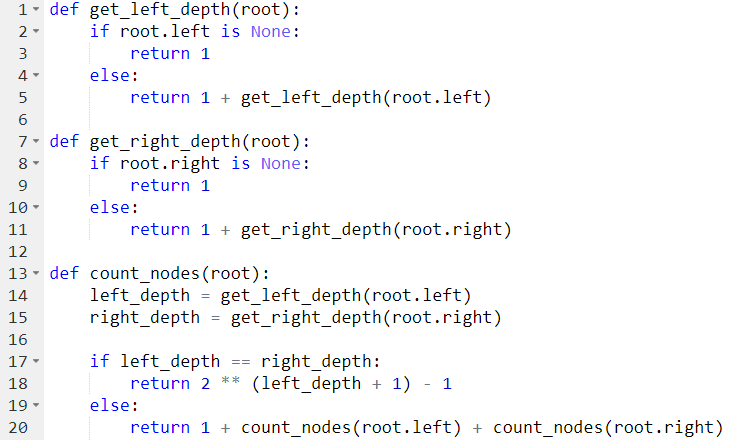 1 def get_left_depth(root):
2     if root.left is None:
3         return 1
4     else:
5         return 1 + get_left_depth(root.left)
6
7 def get_right_depth(root):
8     if root.right is None:
9         return 1
10     else:
11         return 1 + get_right_depth(root.right)
12
13 def count_nodes(root):
14     left_depth = get_left_depth(root.left)
15     right_depth = get_right_depth(root.right)
16
17     if left_depth == right_depth:
18         return 2 ** (left_depth + 1) - 1
19     else:
20         return 1 + count_nodes(root.left) + count_nodes(root.right)